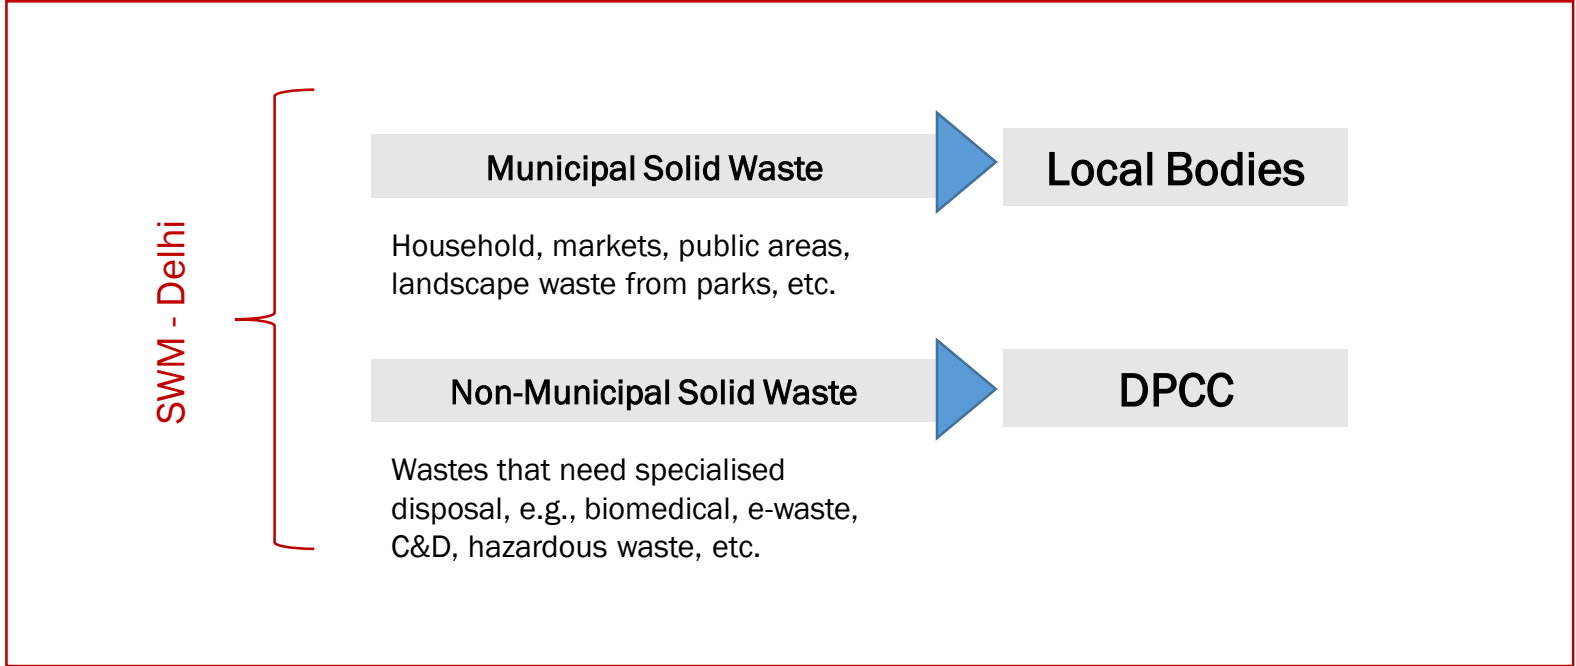 SWM - Delhi
Municipal Solid Waste
Local Bodies
Household, markets, public areas,
landscape waste from parks, etc.
Non-Municipal Solid Waste
DPCC
Wastes that need specialised
disposal, e.g., biomedical, e-waste,
C&D, hazardous waste, etc.